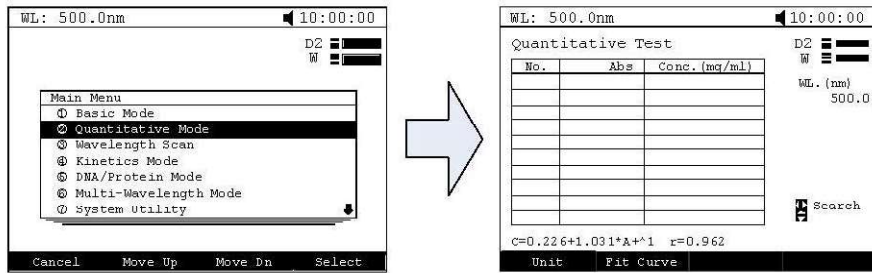 WL: 500.0nm 10:00:00
D2
W
Main Menu
① Basic Mode
② Quantitative Mode
③ Wavelength Scan
④ Kinetics Mode
⑤ DNA/Protein Mode
⑥ Multi-Wavelength Mode
⑦ System Utility
Cancel Move Up Move Dn Select
WL: 500.0nm 10:00:00
Quantitative Test D2
W
No. Abs Conc.(mg/ml)
WL.(nm)
500.0
Search
C=0.226+1.031*A+^1 r=0.962
Unit Fit Curve